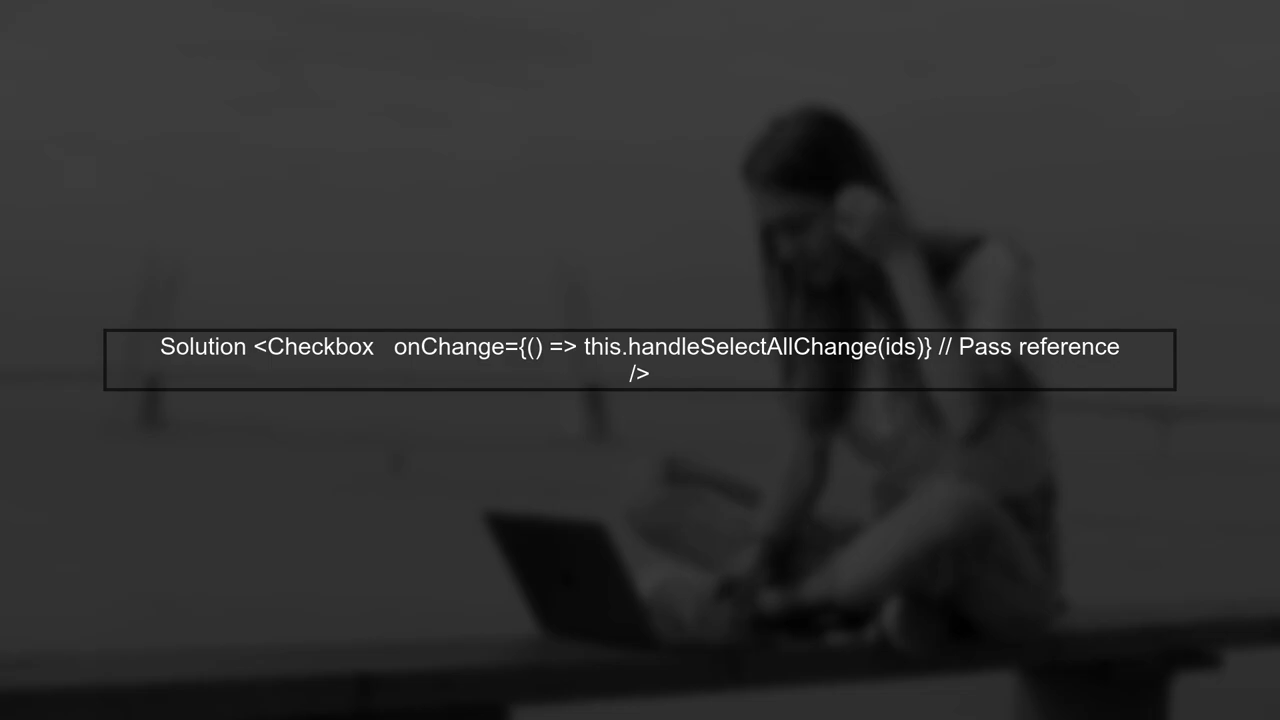 Solution <Checkbox   onChange={() => this.handleSelectAllChange(ids)} // Pass reference
/>